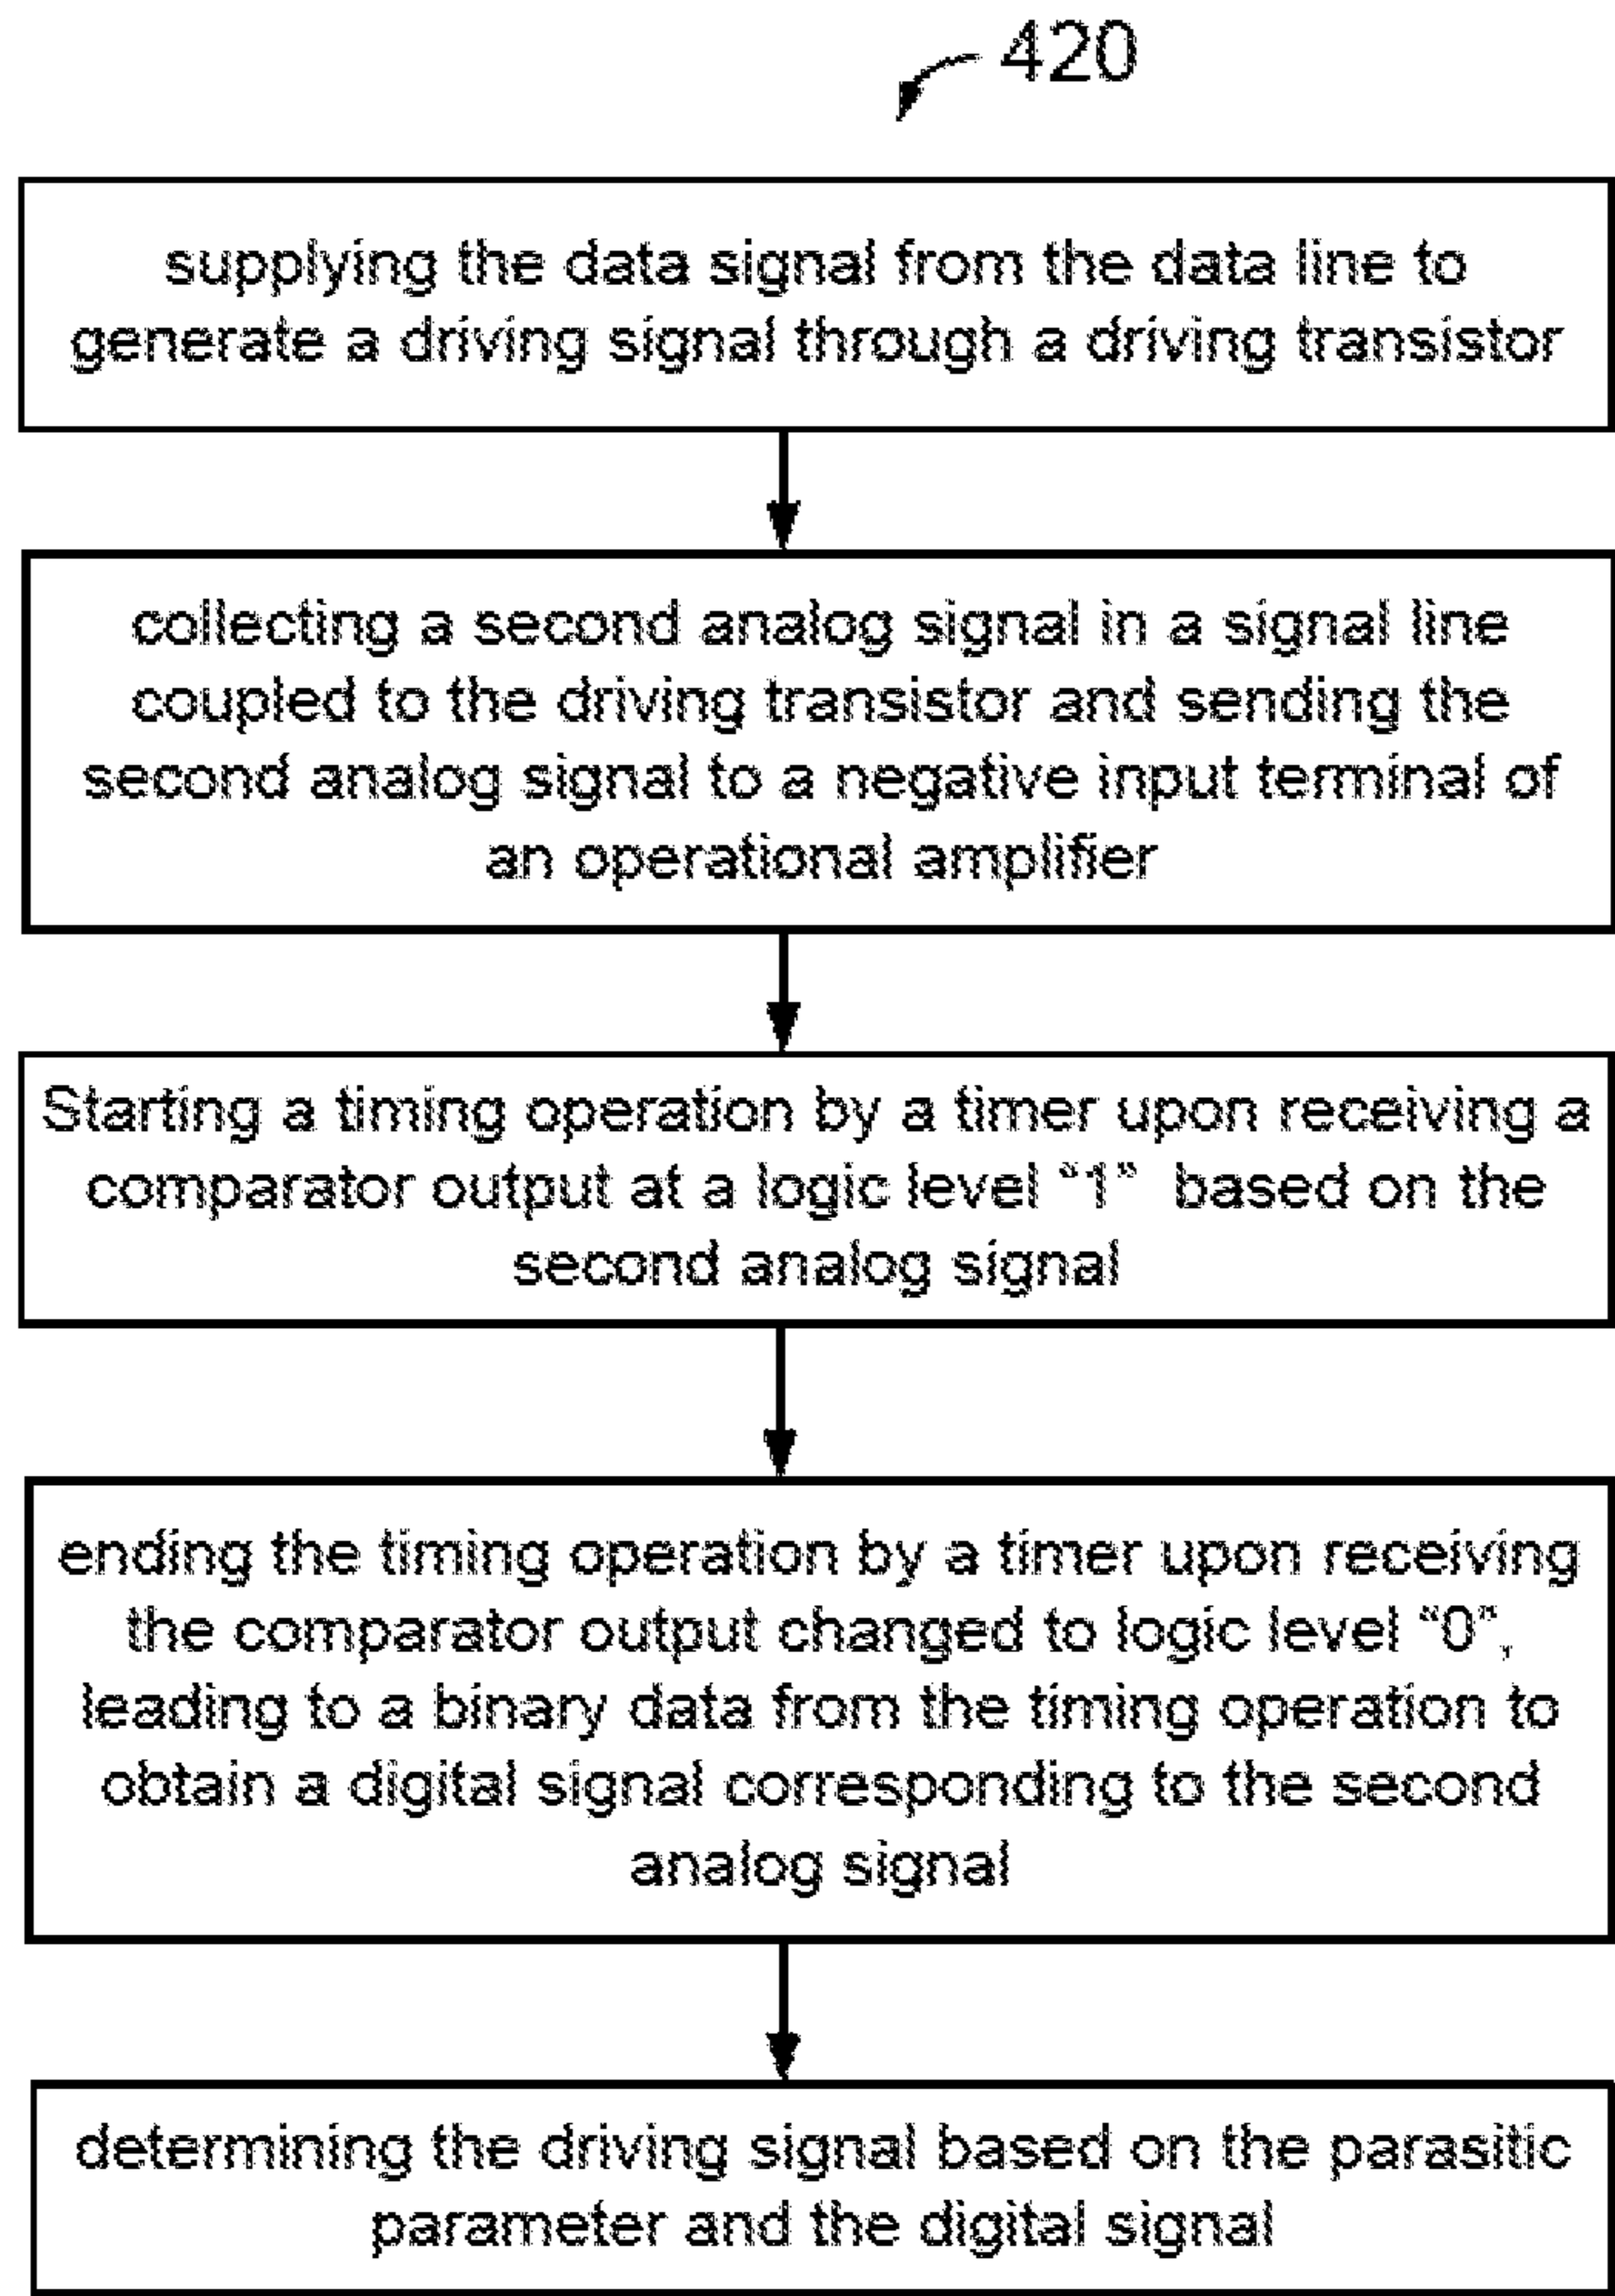 420
supplying the data signal from the data line to
generate a driving signal through a driving transistor
collecting a second analog signal in a signal line
coupled to the driving transistor and sending the
second analog signal to a negative input terminal of
an operational amplifier
Starting a timing operation by a timer upon receiving a
comparator output at a logic level “1” based on the
second analog signal
ending the timing operation by a timer upon receiving
the comparator output changed to logic level “0”,
leading to a binary data from the timing operation to
obtain a digital signal corresponding to the second
analog signal
determining the driving signal based on the parasitic
parameter and the digital signal